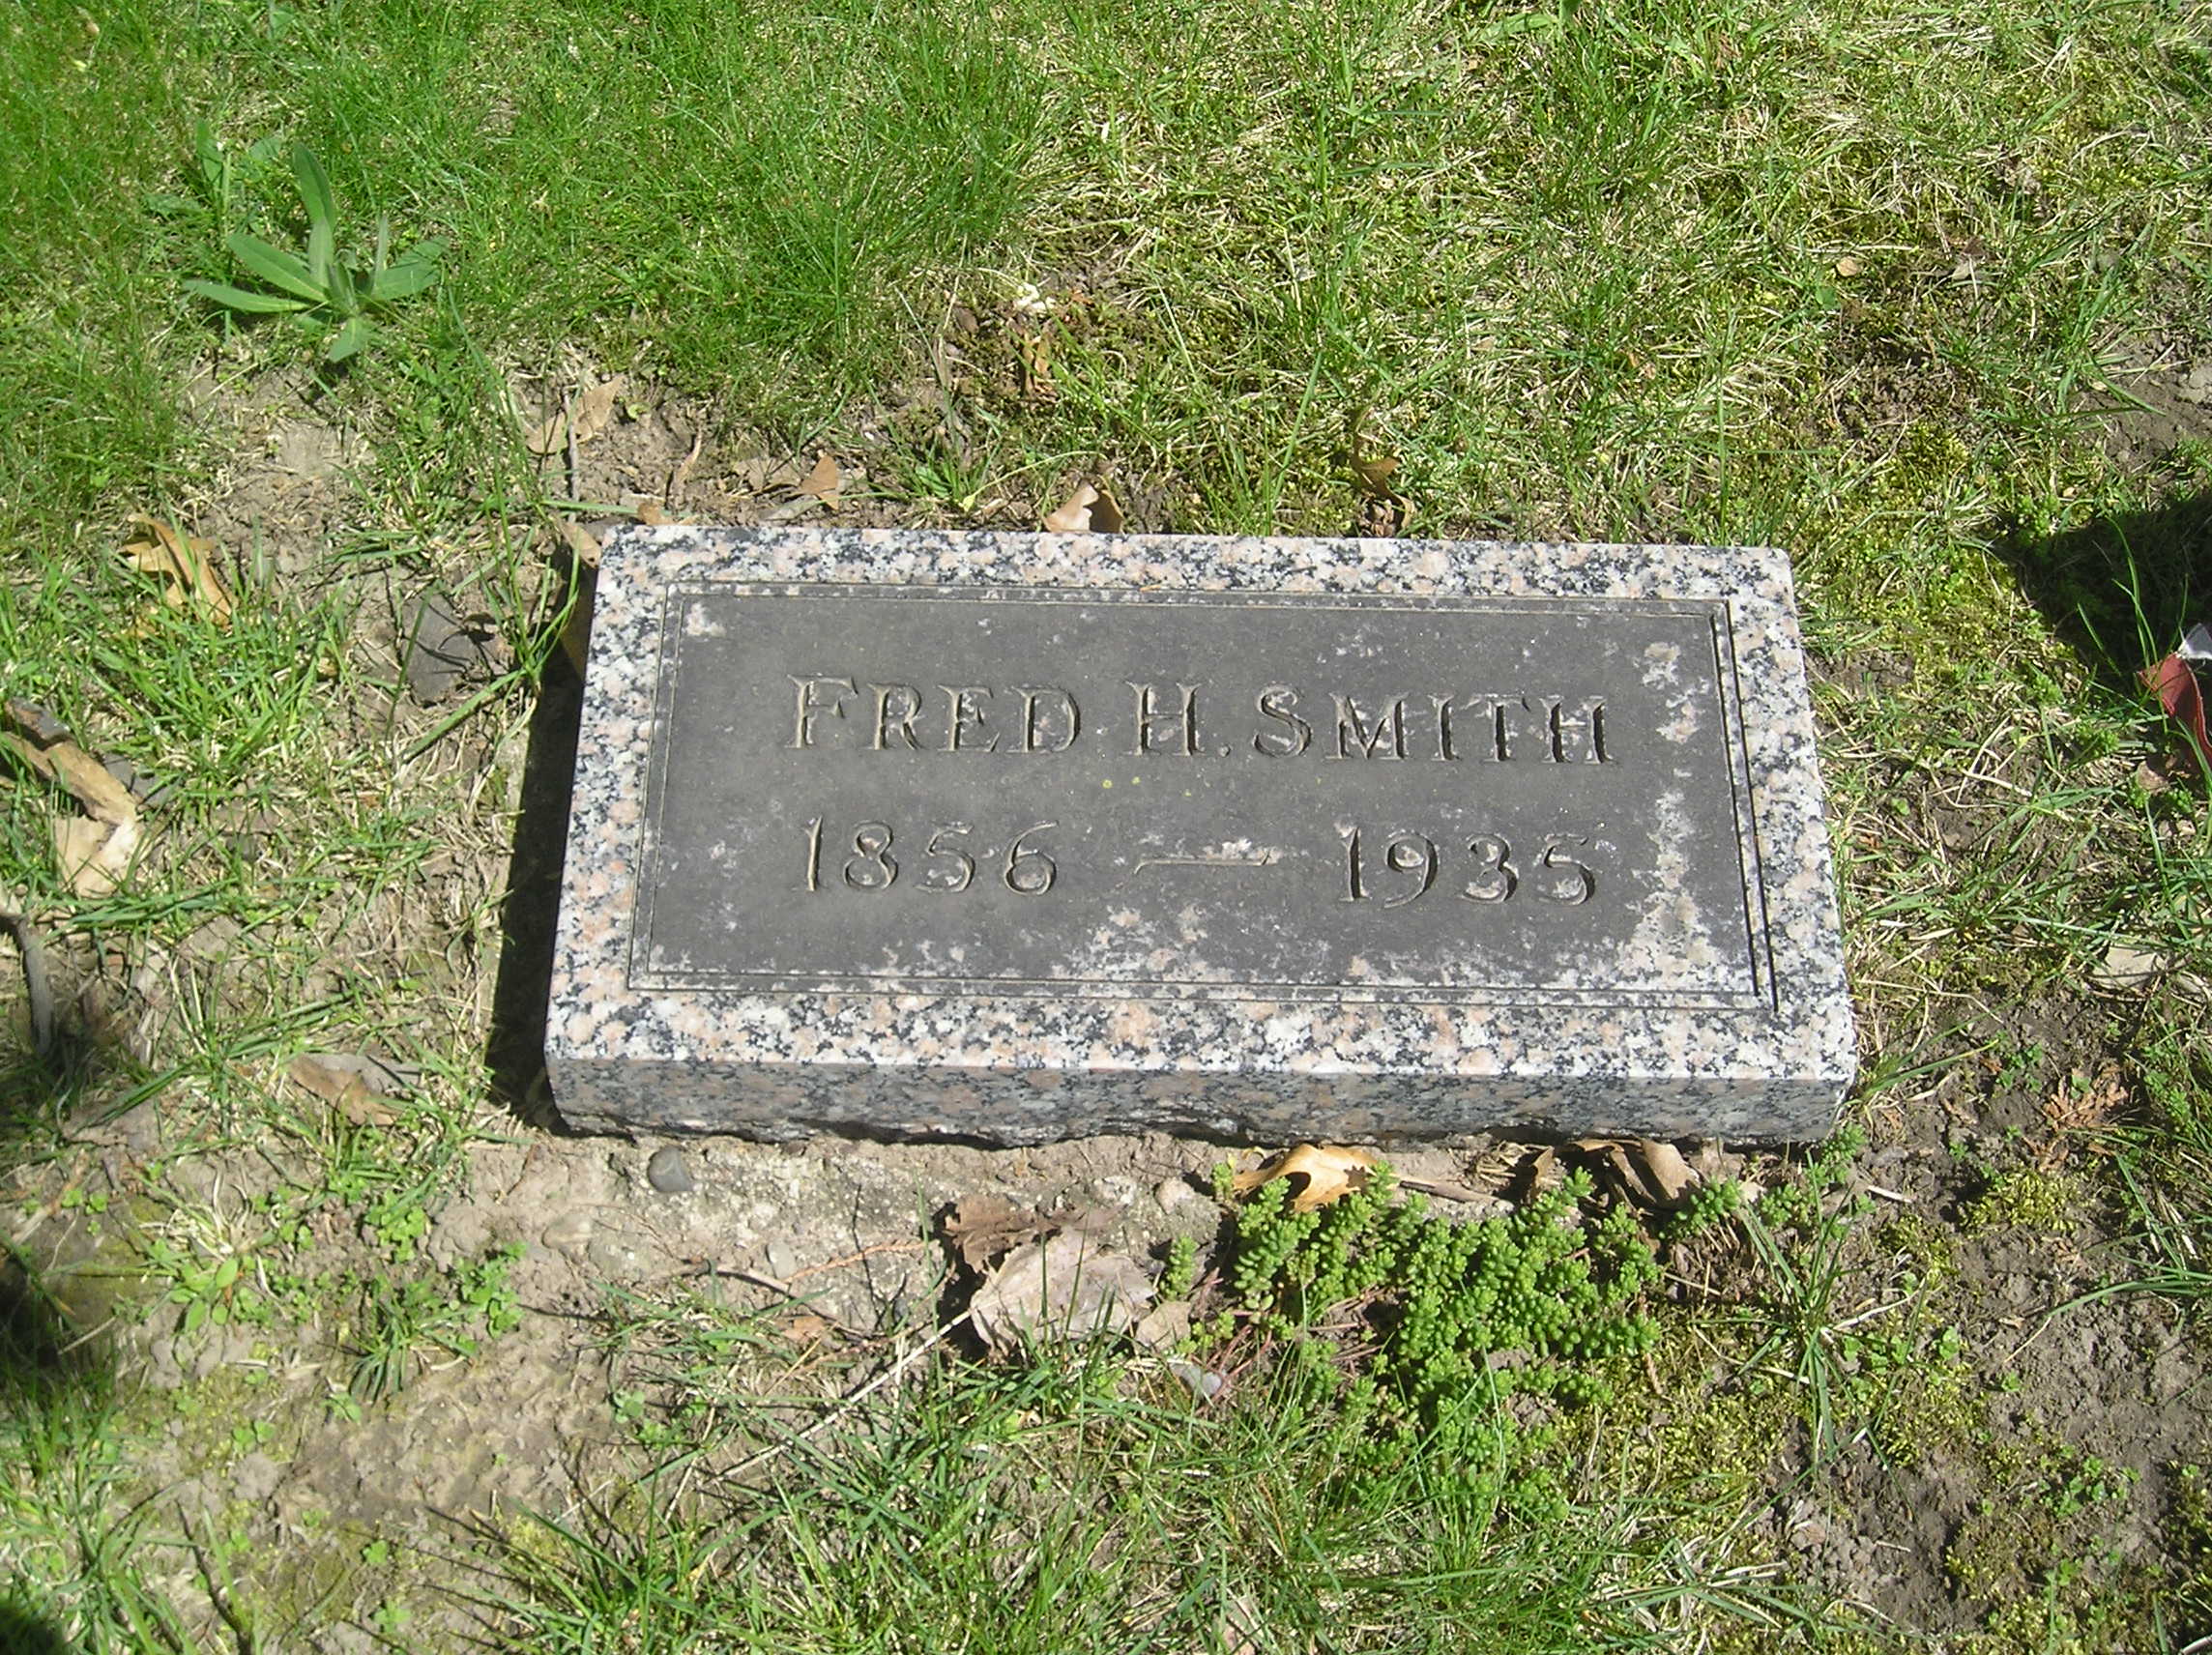 FRED H. SMITH
1856 — 1935